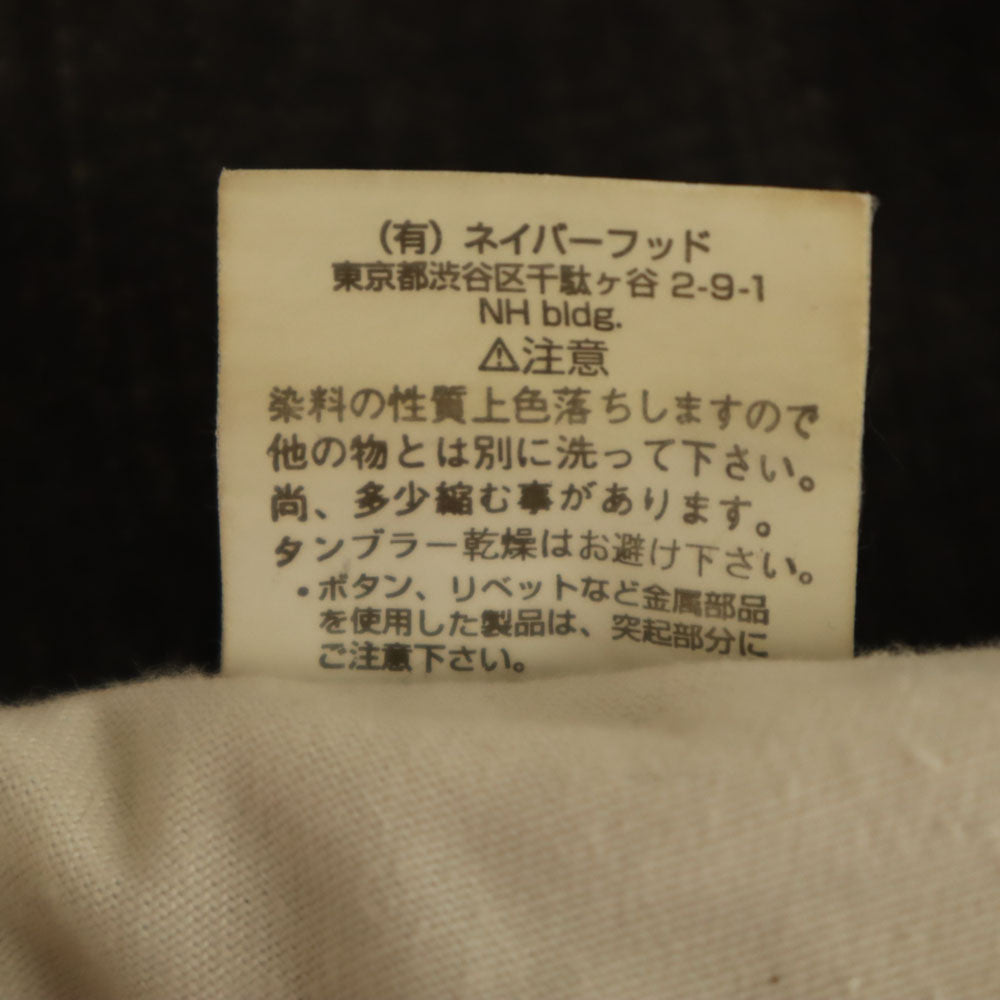 (有) ネイバーフッド
東京都渋谷区千駄ヶ谷 2-9-1
NH bldg.
⚠注意
染料の性質上色落ちしますので
他の物とは別に洗って下さい。
尚、多少縮む事があります。
タンブラー乾燥はお避け下さい。
・ボタン、リベットなど金属部品
を使用した製品は、突起部分に
ご注意下さい。